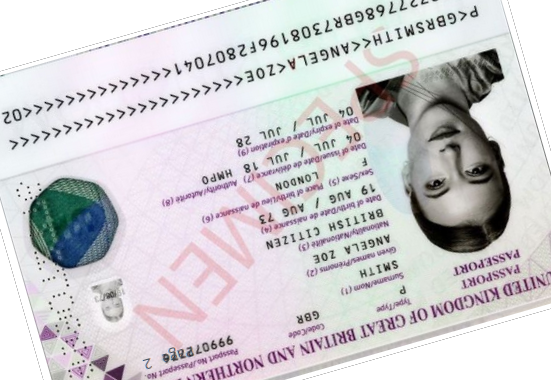 UNITED KINGDOM OF GREAT BRITAIN AND NORTHERN
PASSPORT
PASSEPORT
Type/Type
P
Code/Code
GBR
Passport No./Passeport No.
Surname/Nom (1)
SMITH
Given names/Prénoms (2)
ANGELA ZOE
Nationality/Nationalité (3)
BRITISH CITIZEN
Date of birth/Date de naissance (4)
19 AUG / AUG 73
Sex/Sexe (5) Place of birth/Lieu de naissance (6)
F LONDON
Date of issue/Date de délivrance (7) Authority/Autorité (8)
04 JUL / JUL 18 HMPO
Date of expiry/Date d'expiration (9)
04 JUL / JUL 28
SPECIMEN
P<GBRSMITH<<ANGELA<ZOE<<<<<<<<<<<<<<<<<